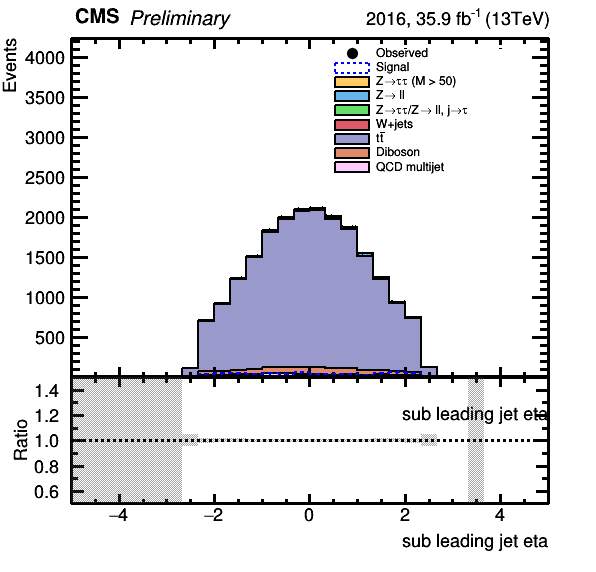 CMS Preliminary 2016, 35.9 fb⁻¹ (13TeV)
Events
4000
3500
3000
2500
2000
1500
1000
500
Observed
Signal
Z→ττ (M > 50)
Z→ ll
Z→ττ/Z→ ll, j→τ
W+jets
tt̄
Diboson
QCD multijet
Ratio
1.4
1.2
1.0
0.8
0.6
sub leading jet eta
−4 −2 0 2 4
sub leading jet eta